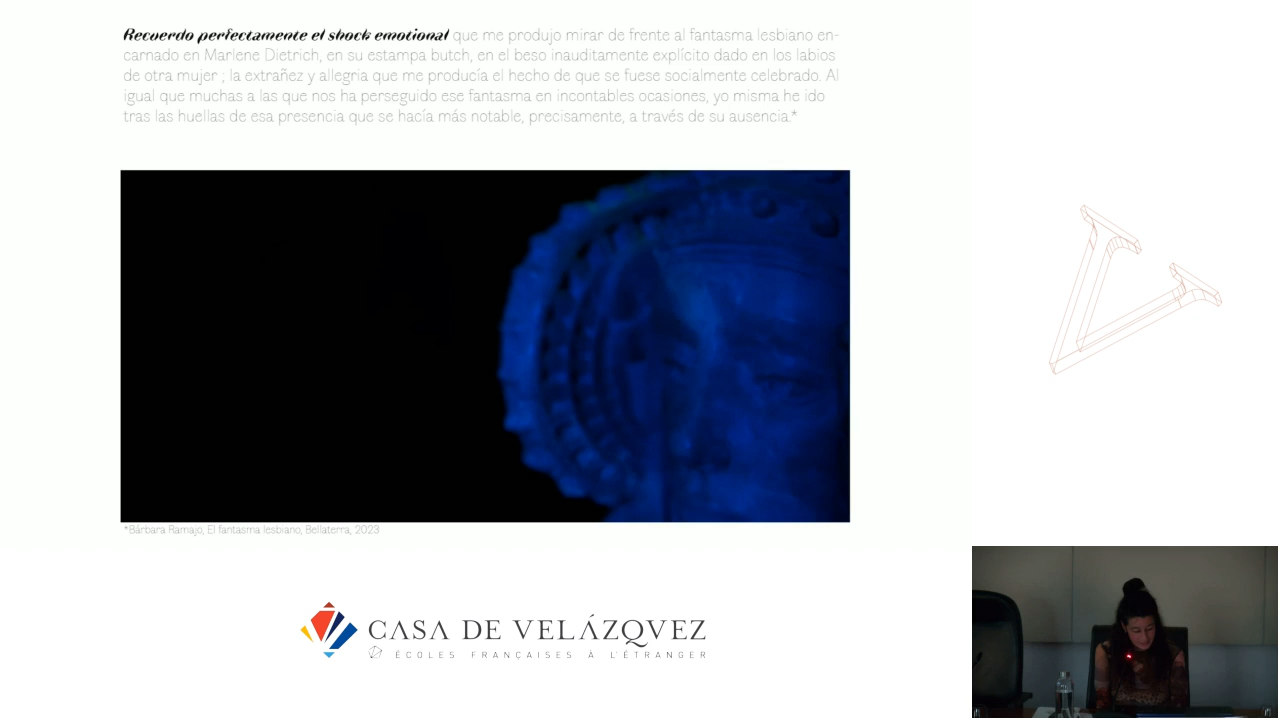 Recuerdo perfectamente el shock emotional que me produjo mirar de frente al fantasma lesbiano en-
carnado en Marlene Dietrich, en su estampa butch, en el beso inauditamente explícito dado en los labios
de otra mujer ; la extrañez y allegria que me producía el hecho de que se fuese socialmente celebrado. Al
igual que muchas a las que nos ha perseguido ese fantasma en incontables ocasiones, yo misma he ido
tras las huellas de esa presencia que se hacía más notable, precisamente, a través de su ausencia.*
*Bárbara Ramajo, El fantasma lesbiano, Bellaterra, 2023
CASA DE VELÁZQVEZ
ÉCOLES FRANÇAISES À L'ÉTRANGER